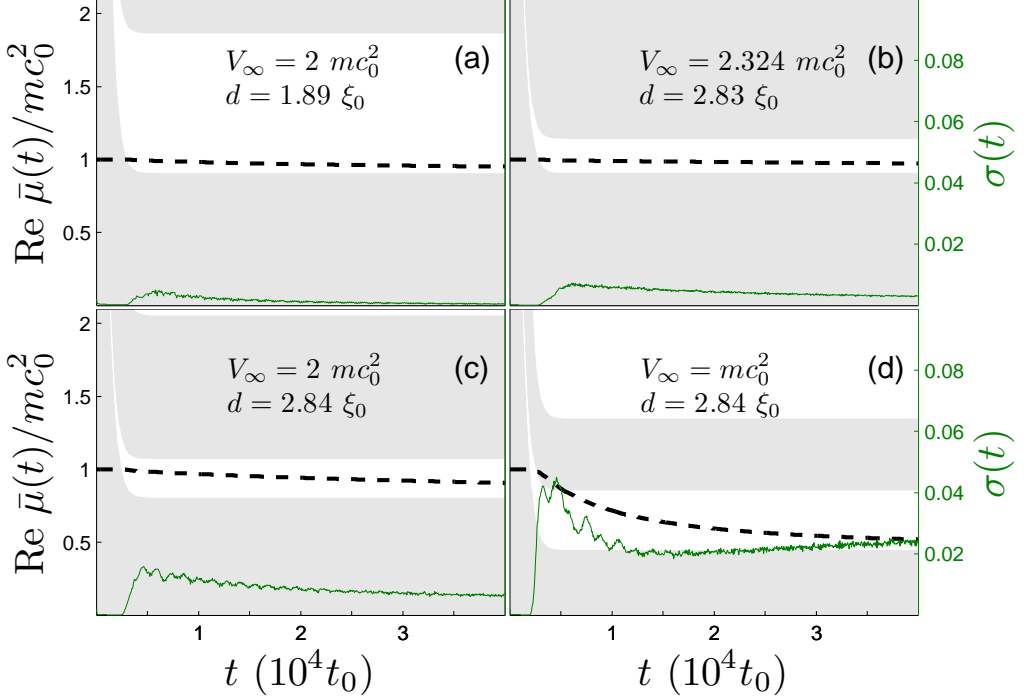 2
1.5
1
0.5
Re μ̄(t)/mc₀²
V∞ = 2 mc₀²
d = 1.89 ξ₀
(a)
V∞ = 2.324 mc₀²
d = 2.83 ξ₀
(b)
0.08
0.06
0.04
0.02
σ(t)
2
1.5
1
0.5
Re μ̄(t)/mc₀²
V∞ = 2 mc₀²
d = 2.84 ξ₀
(c)
V∞ = mc₀²
d = 2.84 ξ₀
(d)
0.08
0.06
0.04
0.02
σ(t)
1
2
3
1
2
3
t (10⁴t₀)
t (10⁴t₀)